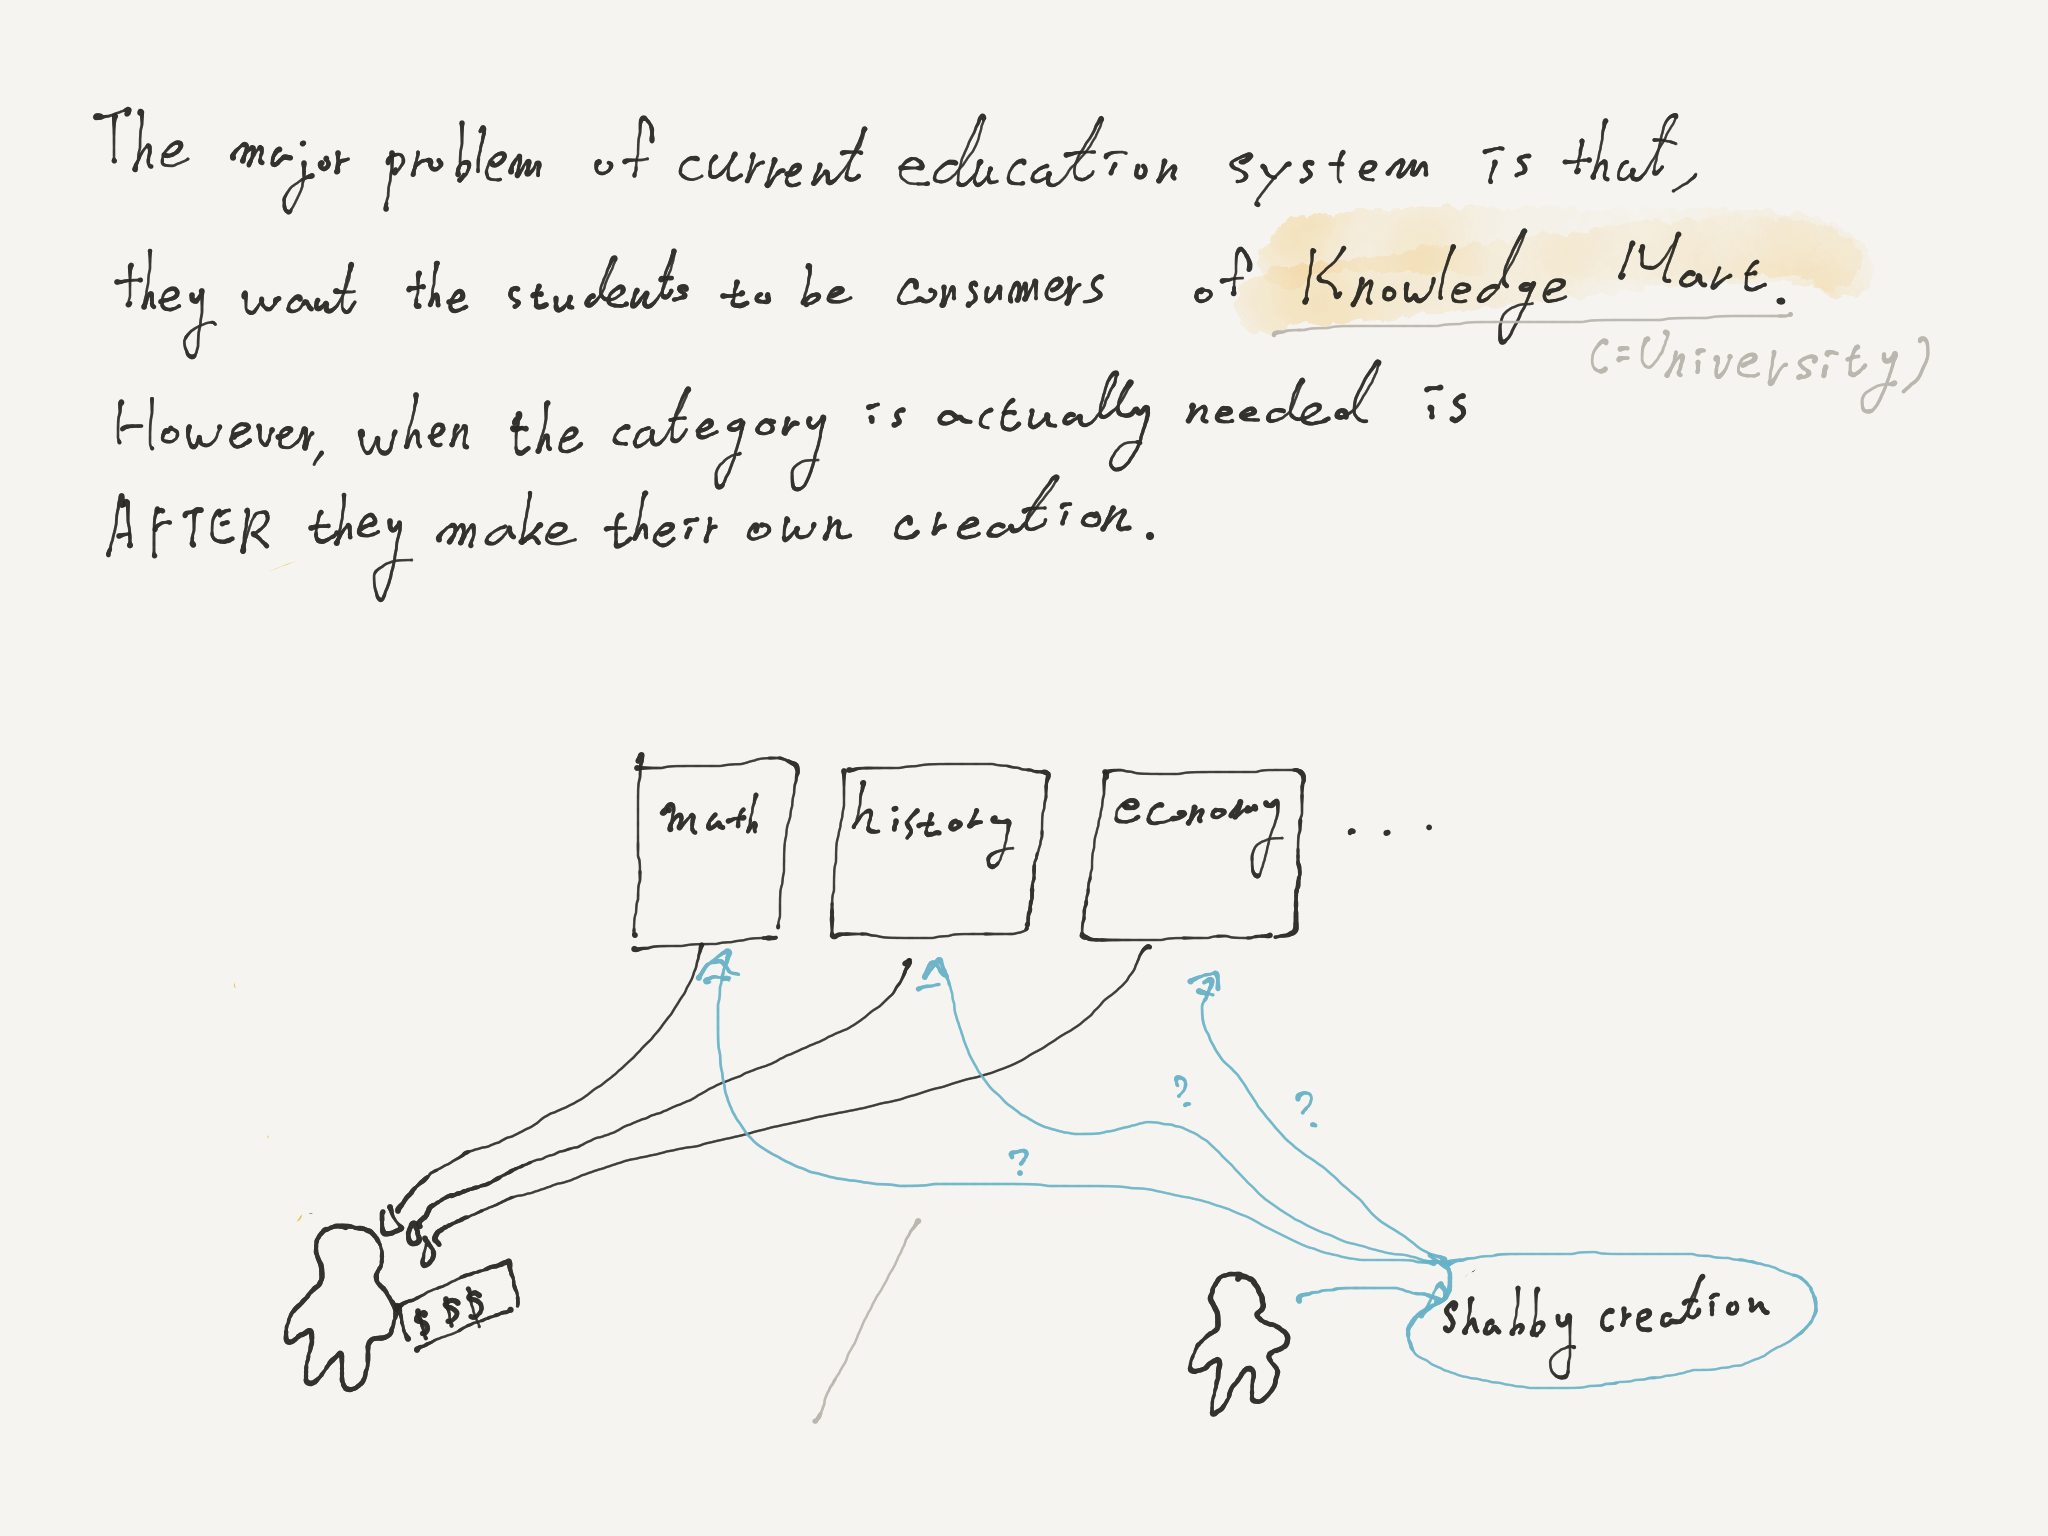 The major problem of current education system is that,
they want the students to be consumers of Knowledge Mart.
(=University)
However, when the category is actually needed is
AFTER they make their own creation.
math history economy ....
?
?
?
$$$
shabby creation